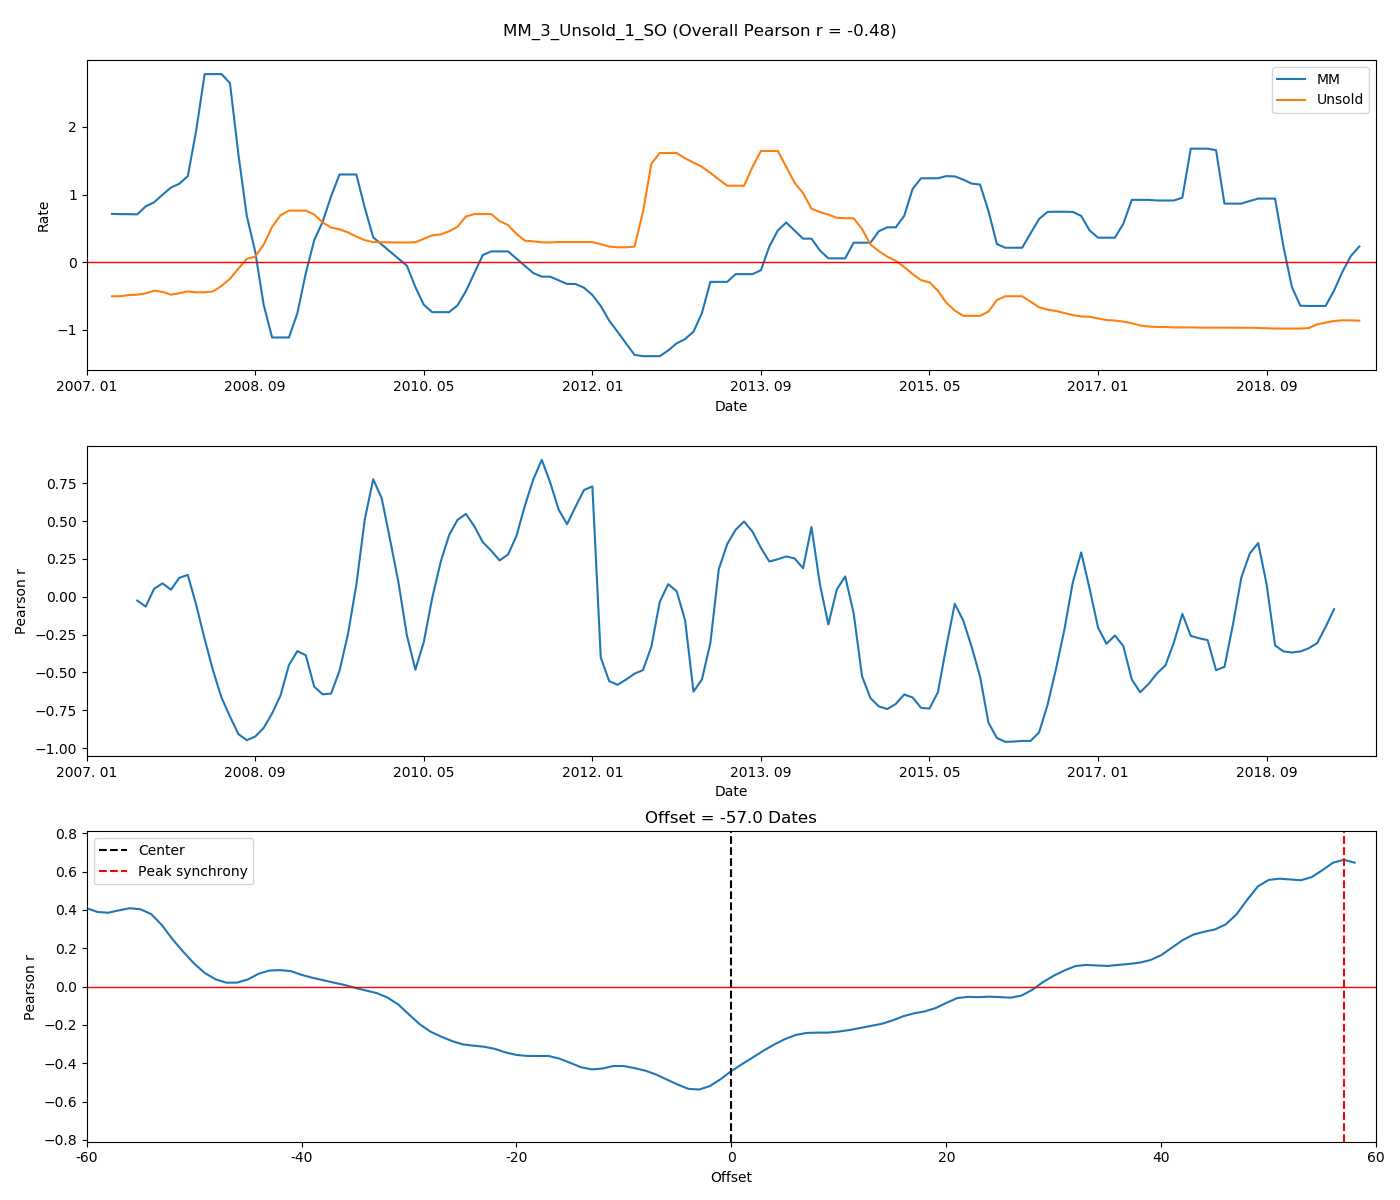 MM_3_Unsold_1_SO (Overall Pearson r = -0.48)
MM
Unsold
2
1
0
−1
Rate
2007. 01 2008. 09 2010. 05 2012. 01 2013. 09 2015. 05 2017. 01 2018. 09
Date
0.75
0.50
0.25
0.00
−0.25
−0.50
−0.75
−1.00
Pearson r
2007. 01 2008. 09 2010. 05 2012. 01 2013. 09 2015. 05 2017. 01 2018. 09
Date
Offset = -57.0 Dates
Center
Peak synchrony
0.8
0.6
0.4
0.2
0.0
−0.2
−0.4
−0.6
−0.8
Pearson r
-60 -40 -20 0 20 40 60
Offset